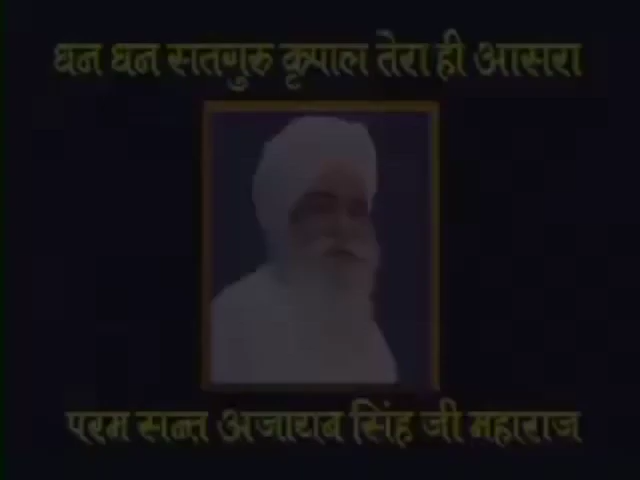 धन धन सतगुरु कृपाल तेरा ही आसरा
परम सन्त अजायब सिंह जी महाराज